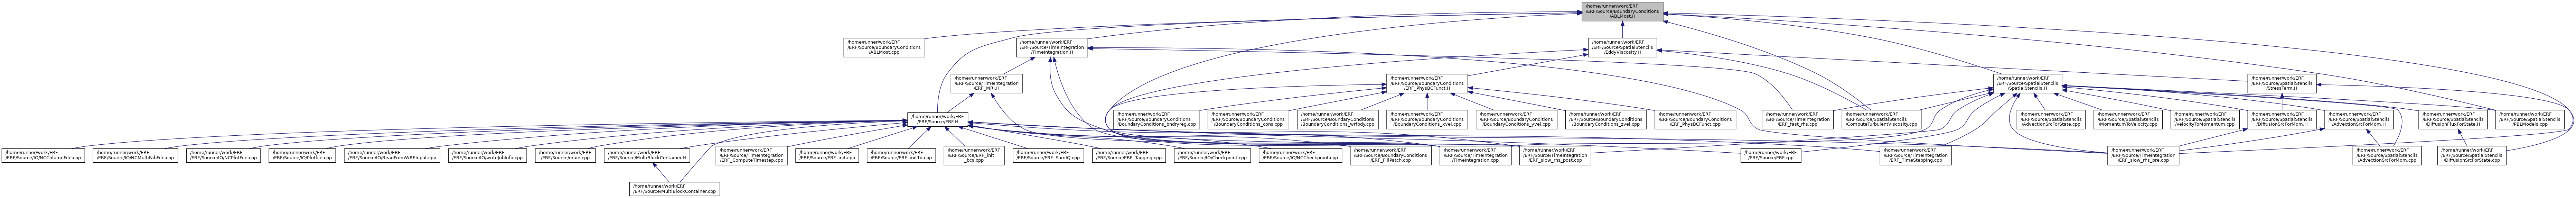 /home/runner/work/ERF
/ERF/Source/BoundaryConditions
/ABLMost.H
/home/runner/work/ERF
/ERF/Source/BoundaryConditions
/ABLMost.cpp
/home/runner/work/ERF
/ERF/Source/TimeIntegration
/TimeIntegration.H
/home/runner/work/ERF
/ERF/Source/SpatialStencils
/EddyViscosity.H
/home/runner/work/ERF
/ERF/Source/TimeIntegration
/ERF_MRI.H
/home/runner/work/ERF
/ERF/Source/BoundaryConditions
/ERF_PhysBCFunct.H
/home/runner/work/ERF
/ERF/Source/SpatialStencils
/SpatialStencils.H
/home/runner/work/ERF
/ERF/Source/SpatialStencils
/StressTerm.H
/home/runner/work/ERF
/ERF/Source/ERF.H
/home/runner/work/ERF
/ERF/Source/BoundaryConditions
/BoundaryConditions_bndryreg.cpp
/home/runner/work/ERF
/ERF/Source/BoundaryConditions
/BoundaryConditions_cons.cpp
/home/runner/work/ERF
/ERF/Source/BoundaryConditions
/BoundaryConditions_wrfbdy.cpp
/home/runner/work/ERF
/ERF/Source/BoundaryConditions
/BoundaryConditions_xvel.cpp
/home/runner/work/ERF
/ERF/Source/BoundaryConditions
/BoundaryConditions_yvel.cpp
/home/runner/work/ERF
/ERF/Source/BoundaryConditions
/BoundaryConditions_zvel.cpp
/home/runner/work/ERF
/ERF/Source/BoundaryConditions
/ERF_PhysBCFunct.cpp
/home/runner/work/ERF
/ERF/Source/TimeIntegration
/ERF_fast_rhs.cpp
/home/runner/work/ERF
/ERF/Source/SpatialStencils
/ComputeTurbulentViscosity.cpp
/home/runner/work/ERF
/ERF/Source/SpatialStencils
/AdvectionSrcForState.cpp
/home/runner/work/ERF
/ERF/Source/SpatialStencils
/MomentumToVelocity.cpp
/home/runner/work/ERF
/ERF/Source/SpatialStencils
/VelocityToMomentum.cpp
/home/runner/work/ERF
/ERF/Source/SpatialStencils
/DiffusionSrcForMom.H
/home/runner/work/ERF
/ERF/Source/SpatialStencils
/AdvectionSrcForMom.H
/home/runner/work/ERF
/ERF/Source/SpatialStencils
/DiffusionFluxForState.H
/home/runner/work/ERF
/ERF/Source/SpatialStencils
/PBLModels.cpp
/home/runner/work/ERF
/ERF/Source/IO/NCColumnFile.cpp
/home/runner/work/ERF
/ERF/Source/IO/NCMultiFabFile.cpp
/home/runner/work/ERF
/ERF/Source/IO/NCPlotFile.cpp
/home/runner/work/ERF
/ERF/Source/IO/Plotfile.cpp
/home/runner/work/ERF
/ERF/Source/IO/ReadFromWRFInput.cpp
/home/runner/work/ERF
/ERF/Source/IO/writeJobInfo.cpp
/home/runner/work/ERF
/ERF/Source/main.cpp
/home/runner/work/ERF
/ERF/Source/MultiBlockContainer.H
/home/runner/work/ERF
/ERF/Source/TimeIntegration
/ERF_ComputeTimestep.cpp
/home/runner/work/ERF
/ERF/Source/ERF_init.cpp
/home/runner/work/ERF
/ERF/Source/ERF_init1d.cpp
/home/runner/work/ERF
/ERF/Source/ERF_init
_bcs.cpp
/home/runner/work/ERF
/ERF/Source/ERF_SumIQ.cpp
/home/runner/work/ERF
/ERF/Source/ERF_Tagging.cpp
/home/runner/work/ERF
/ERF/Source/IO/Checkpoint.cpp
/home/runner/work/ERF
/ERF/Source/IO/NCCheckpoint.cpp
/home/runner/work/ERF
/ERF/Source/BoundaryConditions
/ERF_FillPatch.cpp
/home/runner/work/ERF
/ERF/Source/TimeIntegration
/TimeIntegration.cpp
/home/runner/work/ERF
/ERF/Source/TimeIntegration
/ERF_slow_rhs_post.cpp
/home/runner/work/ERF
/ERF/Source/ERF.cpp
/home/runner/work/ERF
/ERF/Source/TimeIntegration
/ERF_TimeStepping.cpp
/home/runner/work/ERF
/ERF/Source/TimeIntegration
/ERF_slow_rhs_pre.cpp
/home/runner/work/ERF
/ERF/Source/SpatialStencils
/AdvectionSrcForMom.cpp
/home/runner/work/ERF
/ERF/Source/SpatialStencils
/DiffusionSrcForState.cpp
/home/runner/work/ERF
/ERF/Source/MultiBlockContainer.cpp